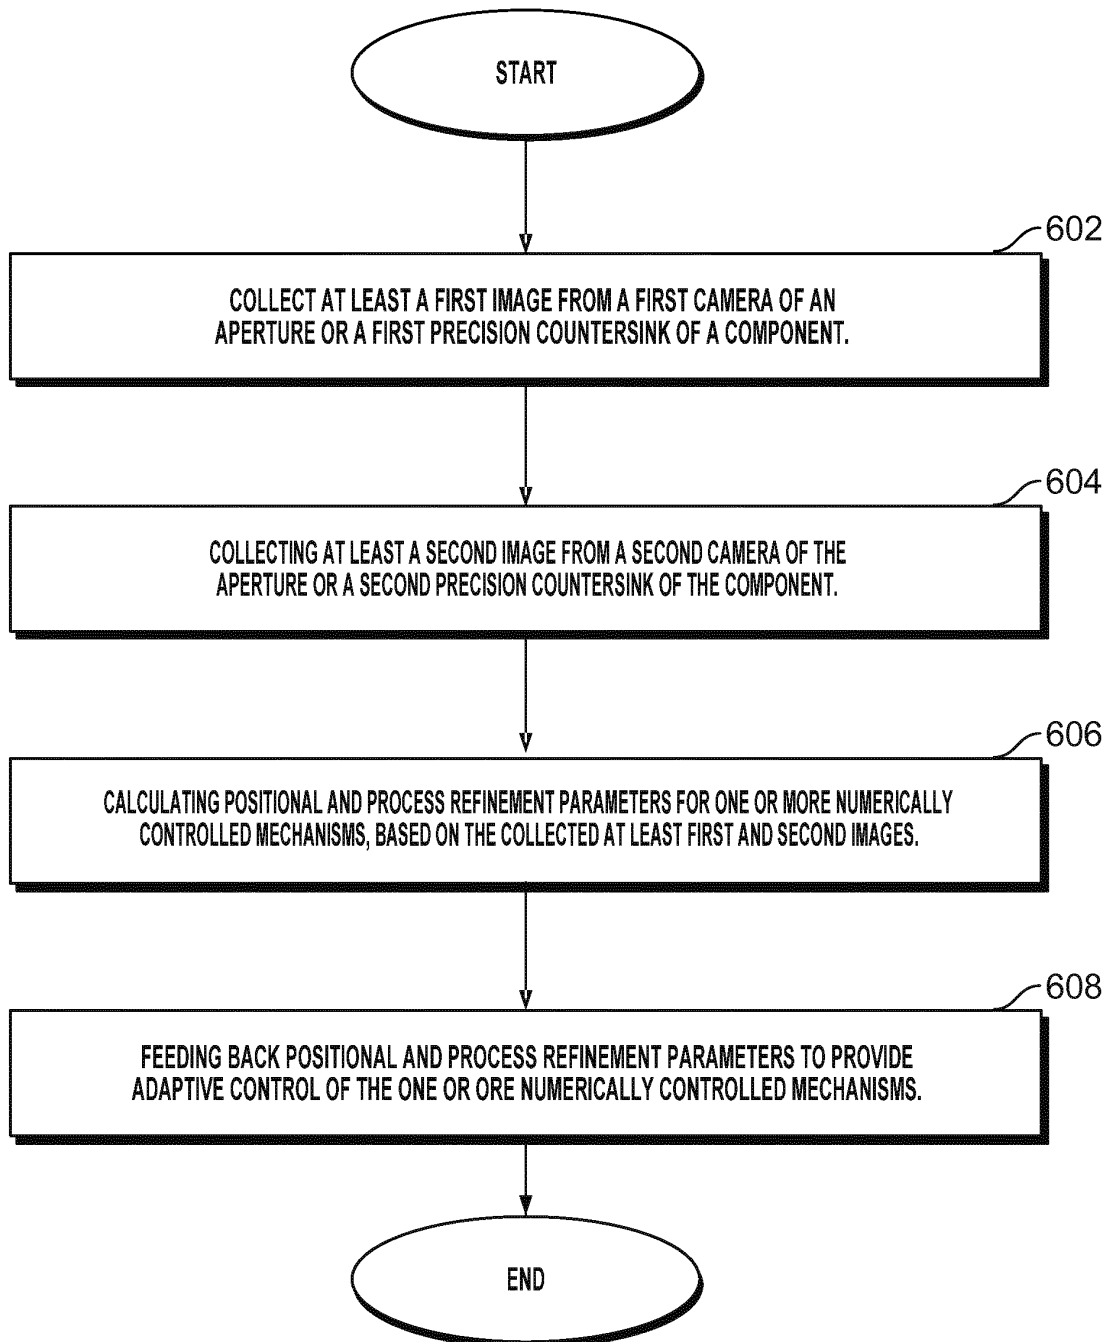 START
602
COLLECT AT LEAST A FIRST IMAGE FROM A FIRST CAMERA OF AN
APERTURE OR A FIRST PRECISION COUNTERSINK OF A COMPONENT.
604
COLLECTING AT LEAST A SECOND IMAGE FROM A SECOND CAMERA OF THE
APERTURE OR A SECOND PRECISION COUNTERSINK OF THE COMPONENT.
606
CALCULATING POSITIONAL AND PROCESS REFINEMENT PARAMETERS FOR ONE OR MORE NUMERICALLY
CONTROLLED MECHANISMS, BASED ON THE COLLECTED AT LEAST FIRST AND SECOND IMAGES.
608
FEEDING BACK POSITIONAL AND PROCESS REFINEMENT PARAMETERS TO PROVIDE
ADAPTIVE CONTROL OF THE ONE OR ORE NUMERICALLY CONTROLLED MECHANISMS.
END